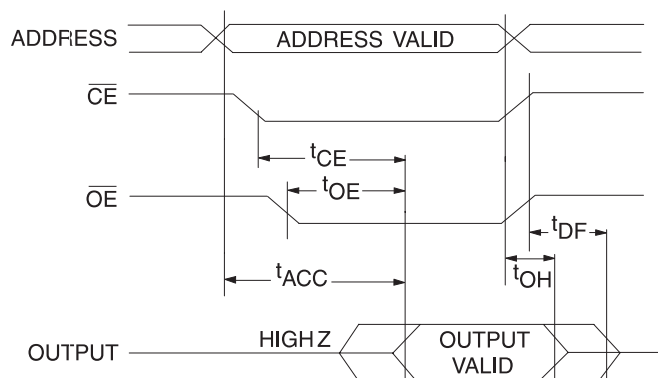 ADDRESS
ADDRESS VALID
CE
tCE
tOE
OE
tDF
tACC
tOH
HIGH Z
OUTPUT
OUTPUT
VALID